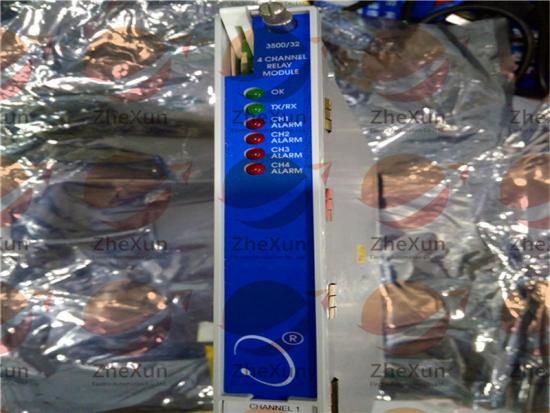 3500/32
4 CHANNEL
RELAY
MODULE
OK
TX/RX
CH1
ALARM
CH2
ALARM
CH3
ALARM
CH4
ALARM
®
CHANNEL 1
ZheXun
ZheXun
ZheXun
ZheXun
ZheXun
ZheXun
ZheXun
ZheXun
ZheXun